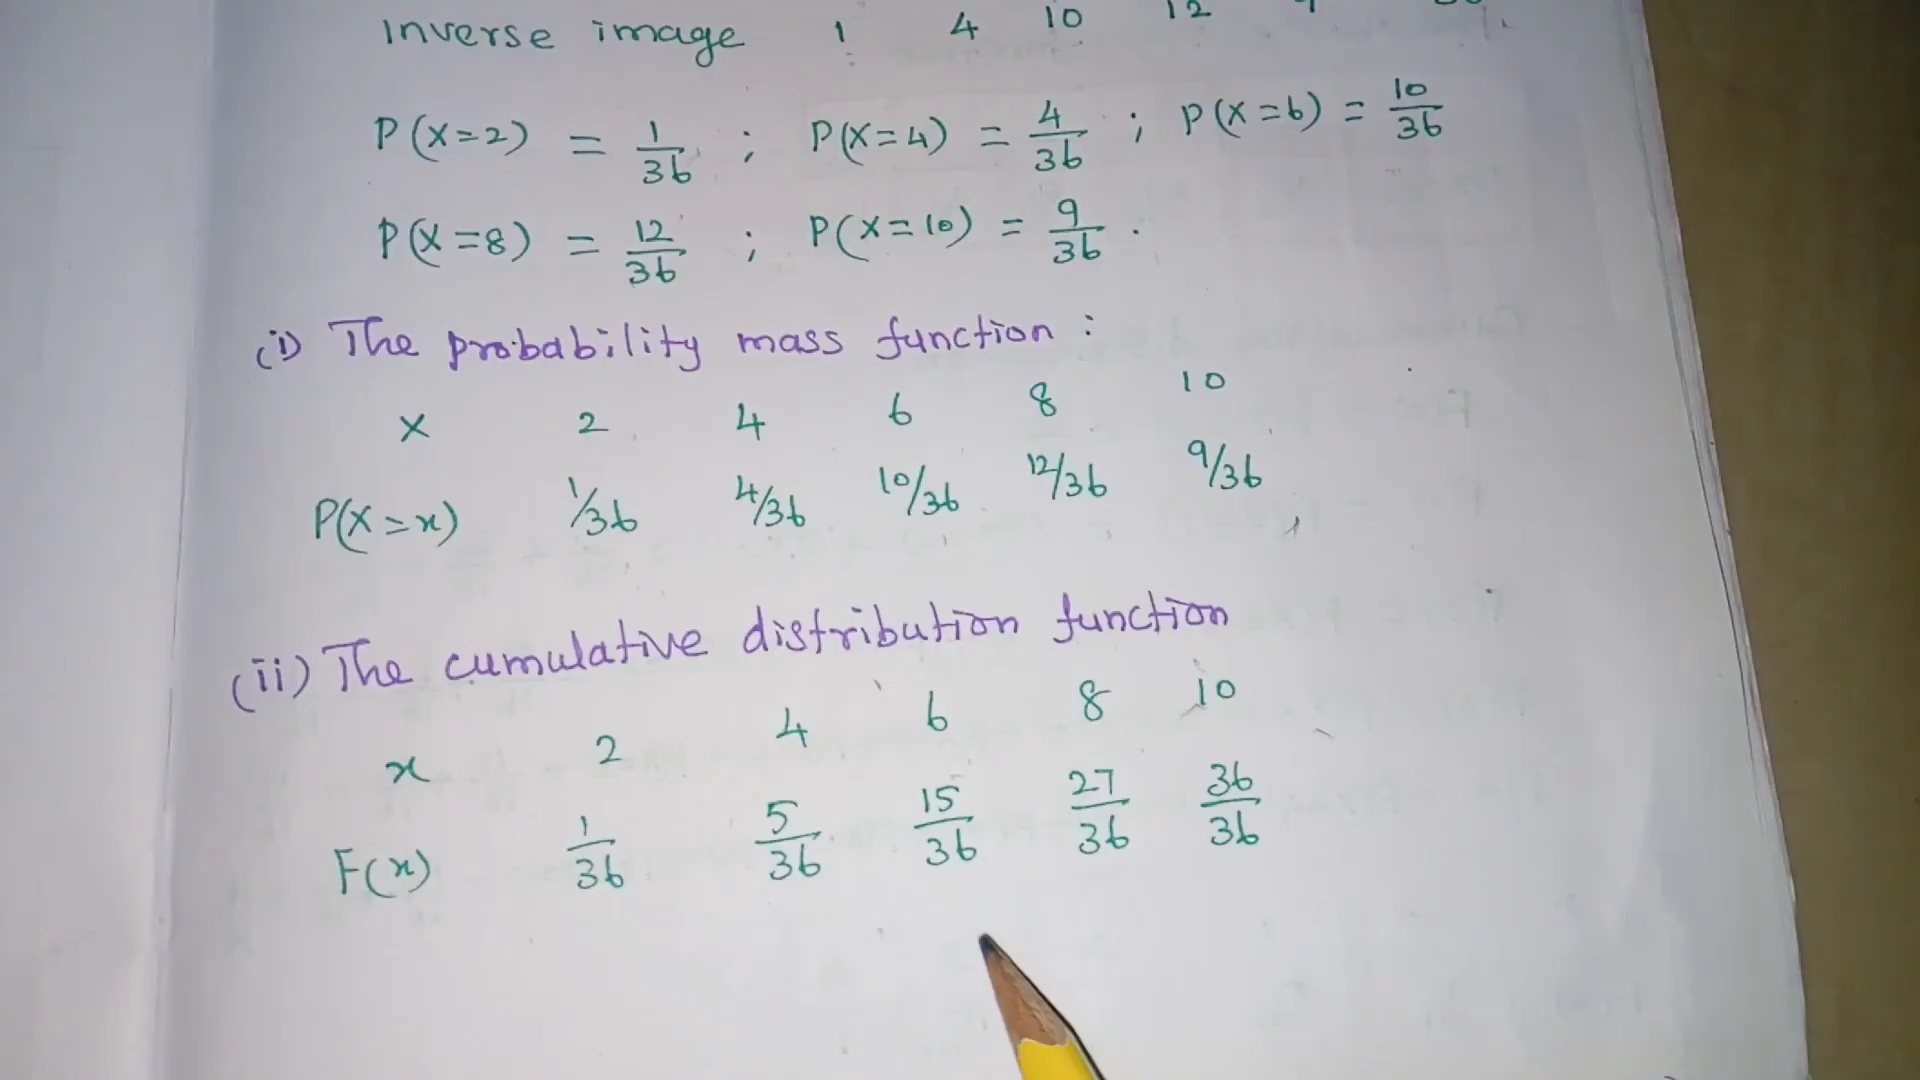 Inverse image 1 4 10 12
P(X=2) = 1/36 ; P(X=4) = 4/36 ; P(X=6) = 10/36
P(X=8) = 12/36 ; P(X=10) = 9/36 .
(i) The probability mass function :
X 2 4 6 8 10
P(X=x) 1/36 4/36 10/36 12/36 9/36
(ii) The cumulative distribution function
x 2 4 6 8 10
F(x) 1/36 5/36 15/36 27/36 36/36